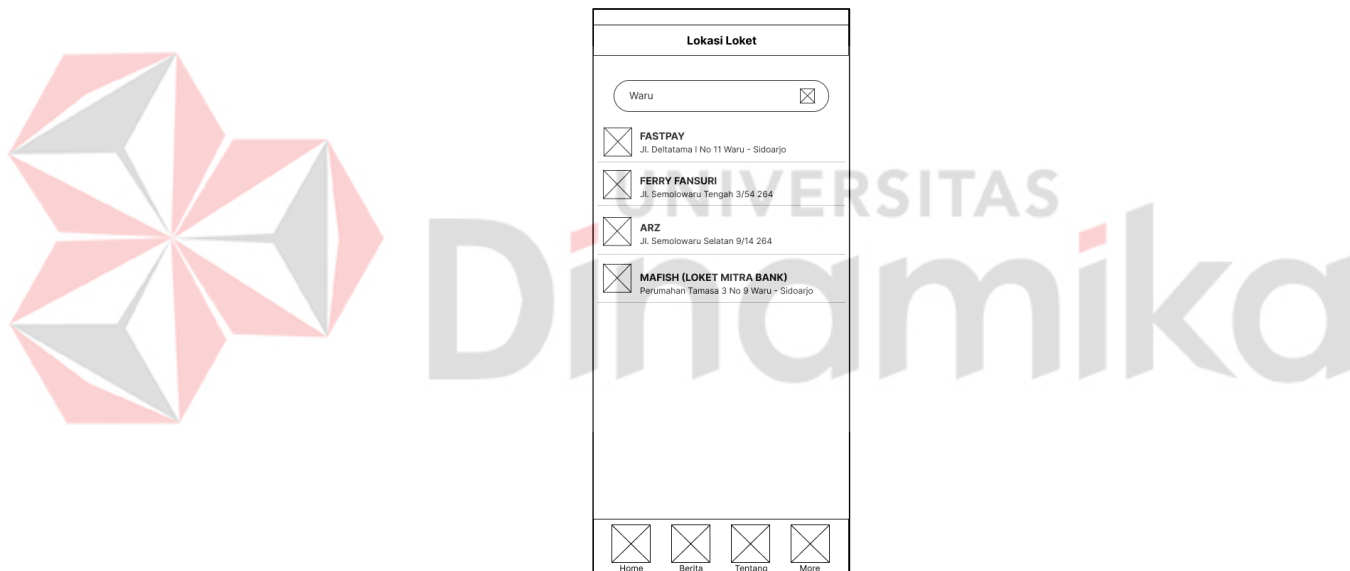 Lokasi Loket
Waru
FASTPAY
Jl. Deltatama I No 11 Waru - Sidoarjo
FERRY FANSURI
Jl. Semolowaru Tengah 3/54 264
ARZ
Jl. Semolowaru Selatan 9/14 264
MAFISH (LOKET MITRA BANK)
Perumahan Tamasa 3 No 9 Waru - Sidoarjo
UNIVERSITAS
Dinamika
Home
Berita
Tentang
More